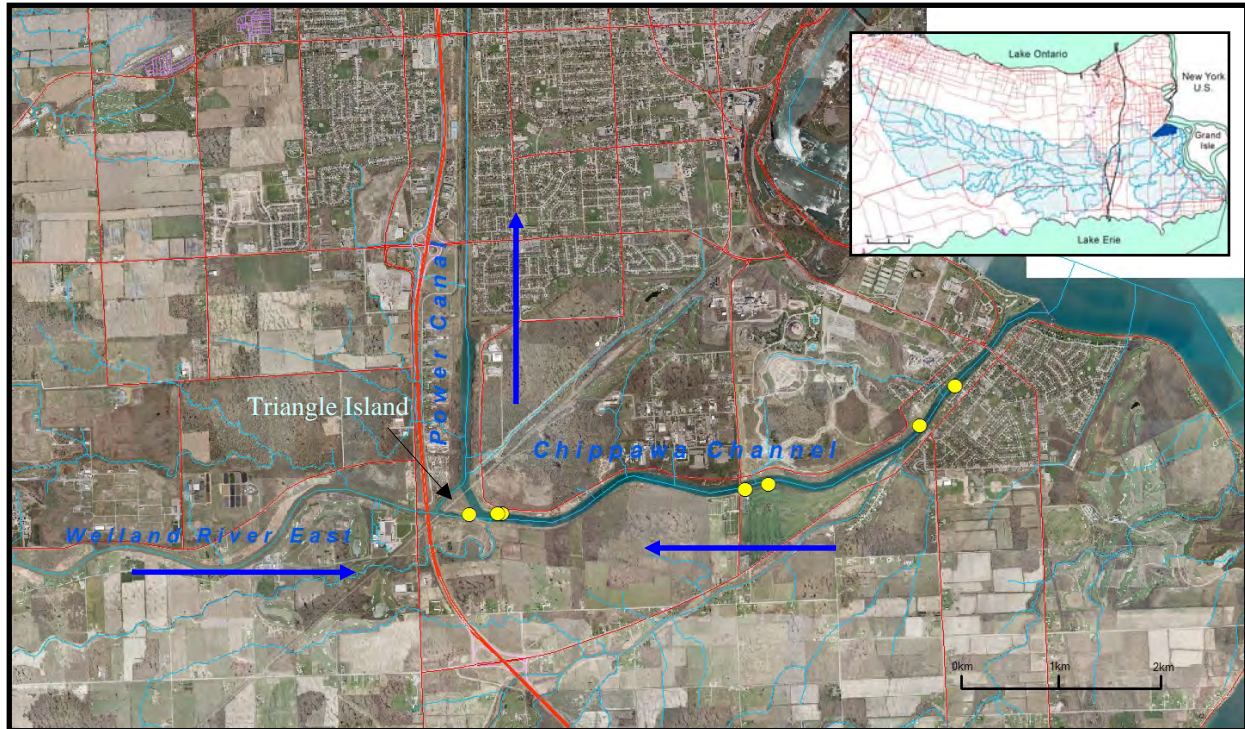 Lake Ontario
New York
U.S.
Grand
Isle
Lake Erie
Power Canal
Triangle Island
Chippawa Channel
Welland River East
0km
1km
2km